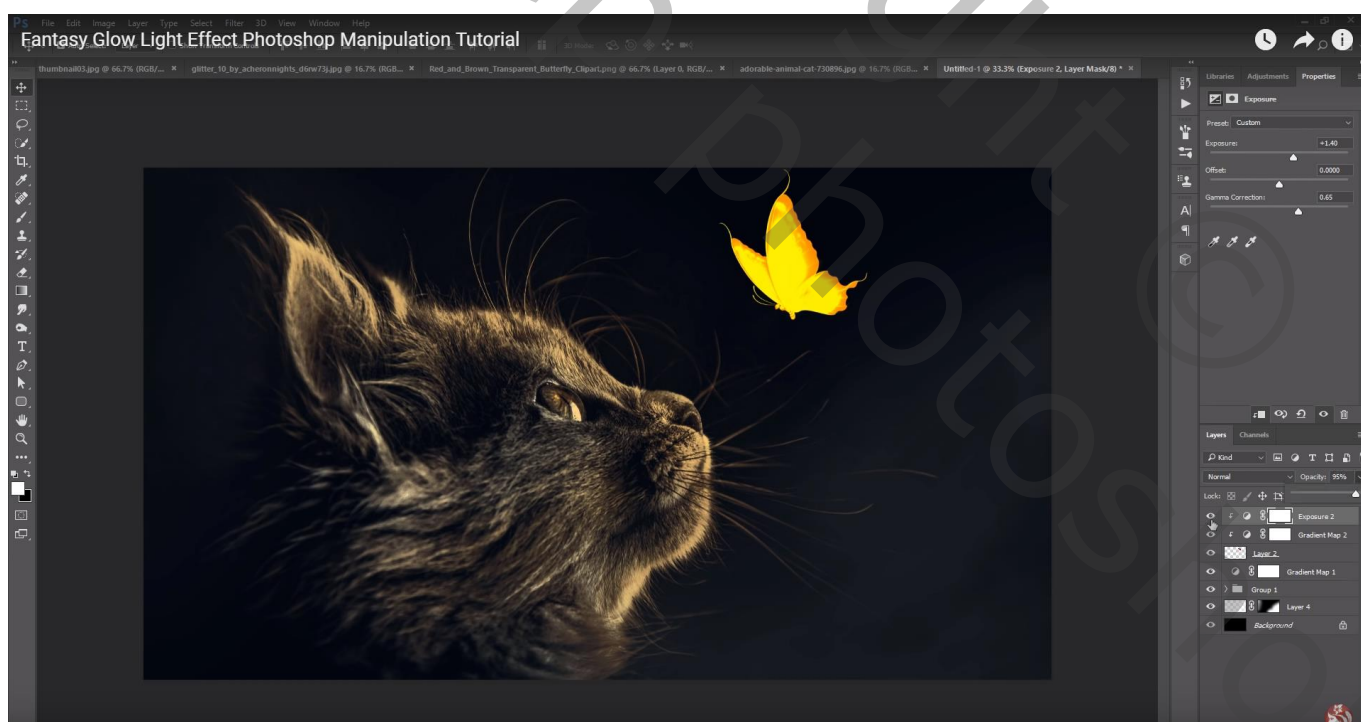 Ps File Edit Image Layer Type Select Filter 3D View Window Help
Fantasy Glow Light Effect Photoshop Manipulation Tutorial
thumbnail03.jpg @ 66.7% (RGB/... × glitter_10_by_acheronnights_d6rw73j.jpg @ 16.7% (RGB... × Red_and_Brown_Transparent_Butterfly_Clipart.png @ 66.7% (Layer 0, RGB/... × adorable-animal-cat-730896.jpg @ 16.7% (RGB... × Untitled-1 @ 33.3% (Exposure 2, Layer Mask/8) * ×
Libraries Adjustments Properties
Exposure
Preset: Custom
Exposure: +1.40
Offset: 0.0000
Gamma Correction: 0.65
Layers Channels
Kind
Normal Opacity: 95%
Lock:
Exposure 2
Gradient Map 2
Layer 2
Gradient Map 1
Group 1
Layer 4
Background
photosho